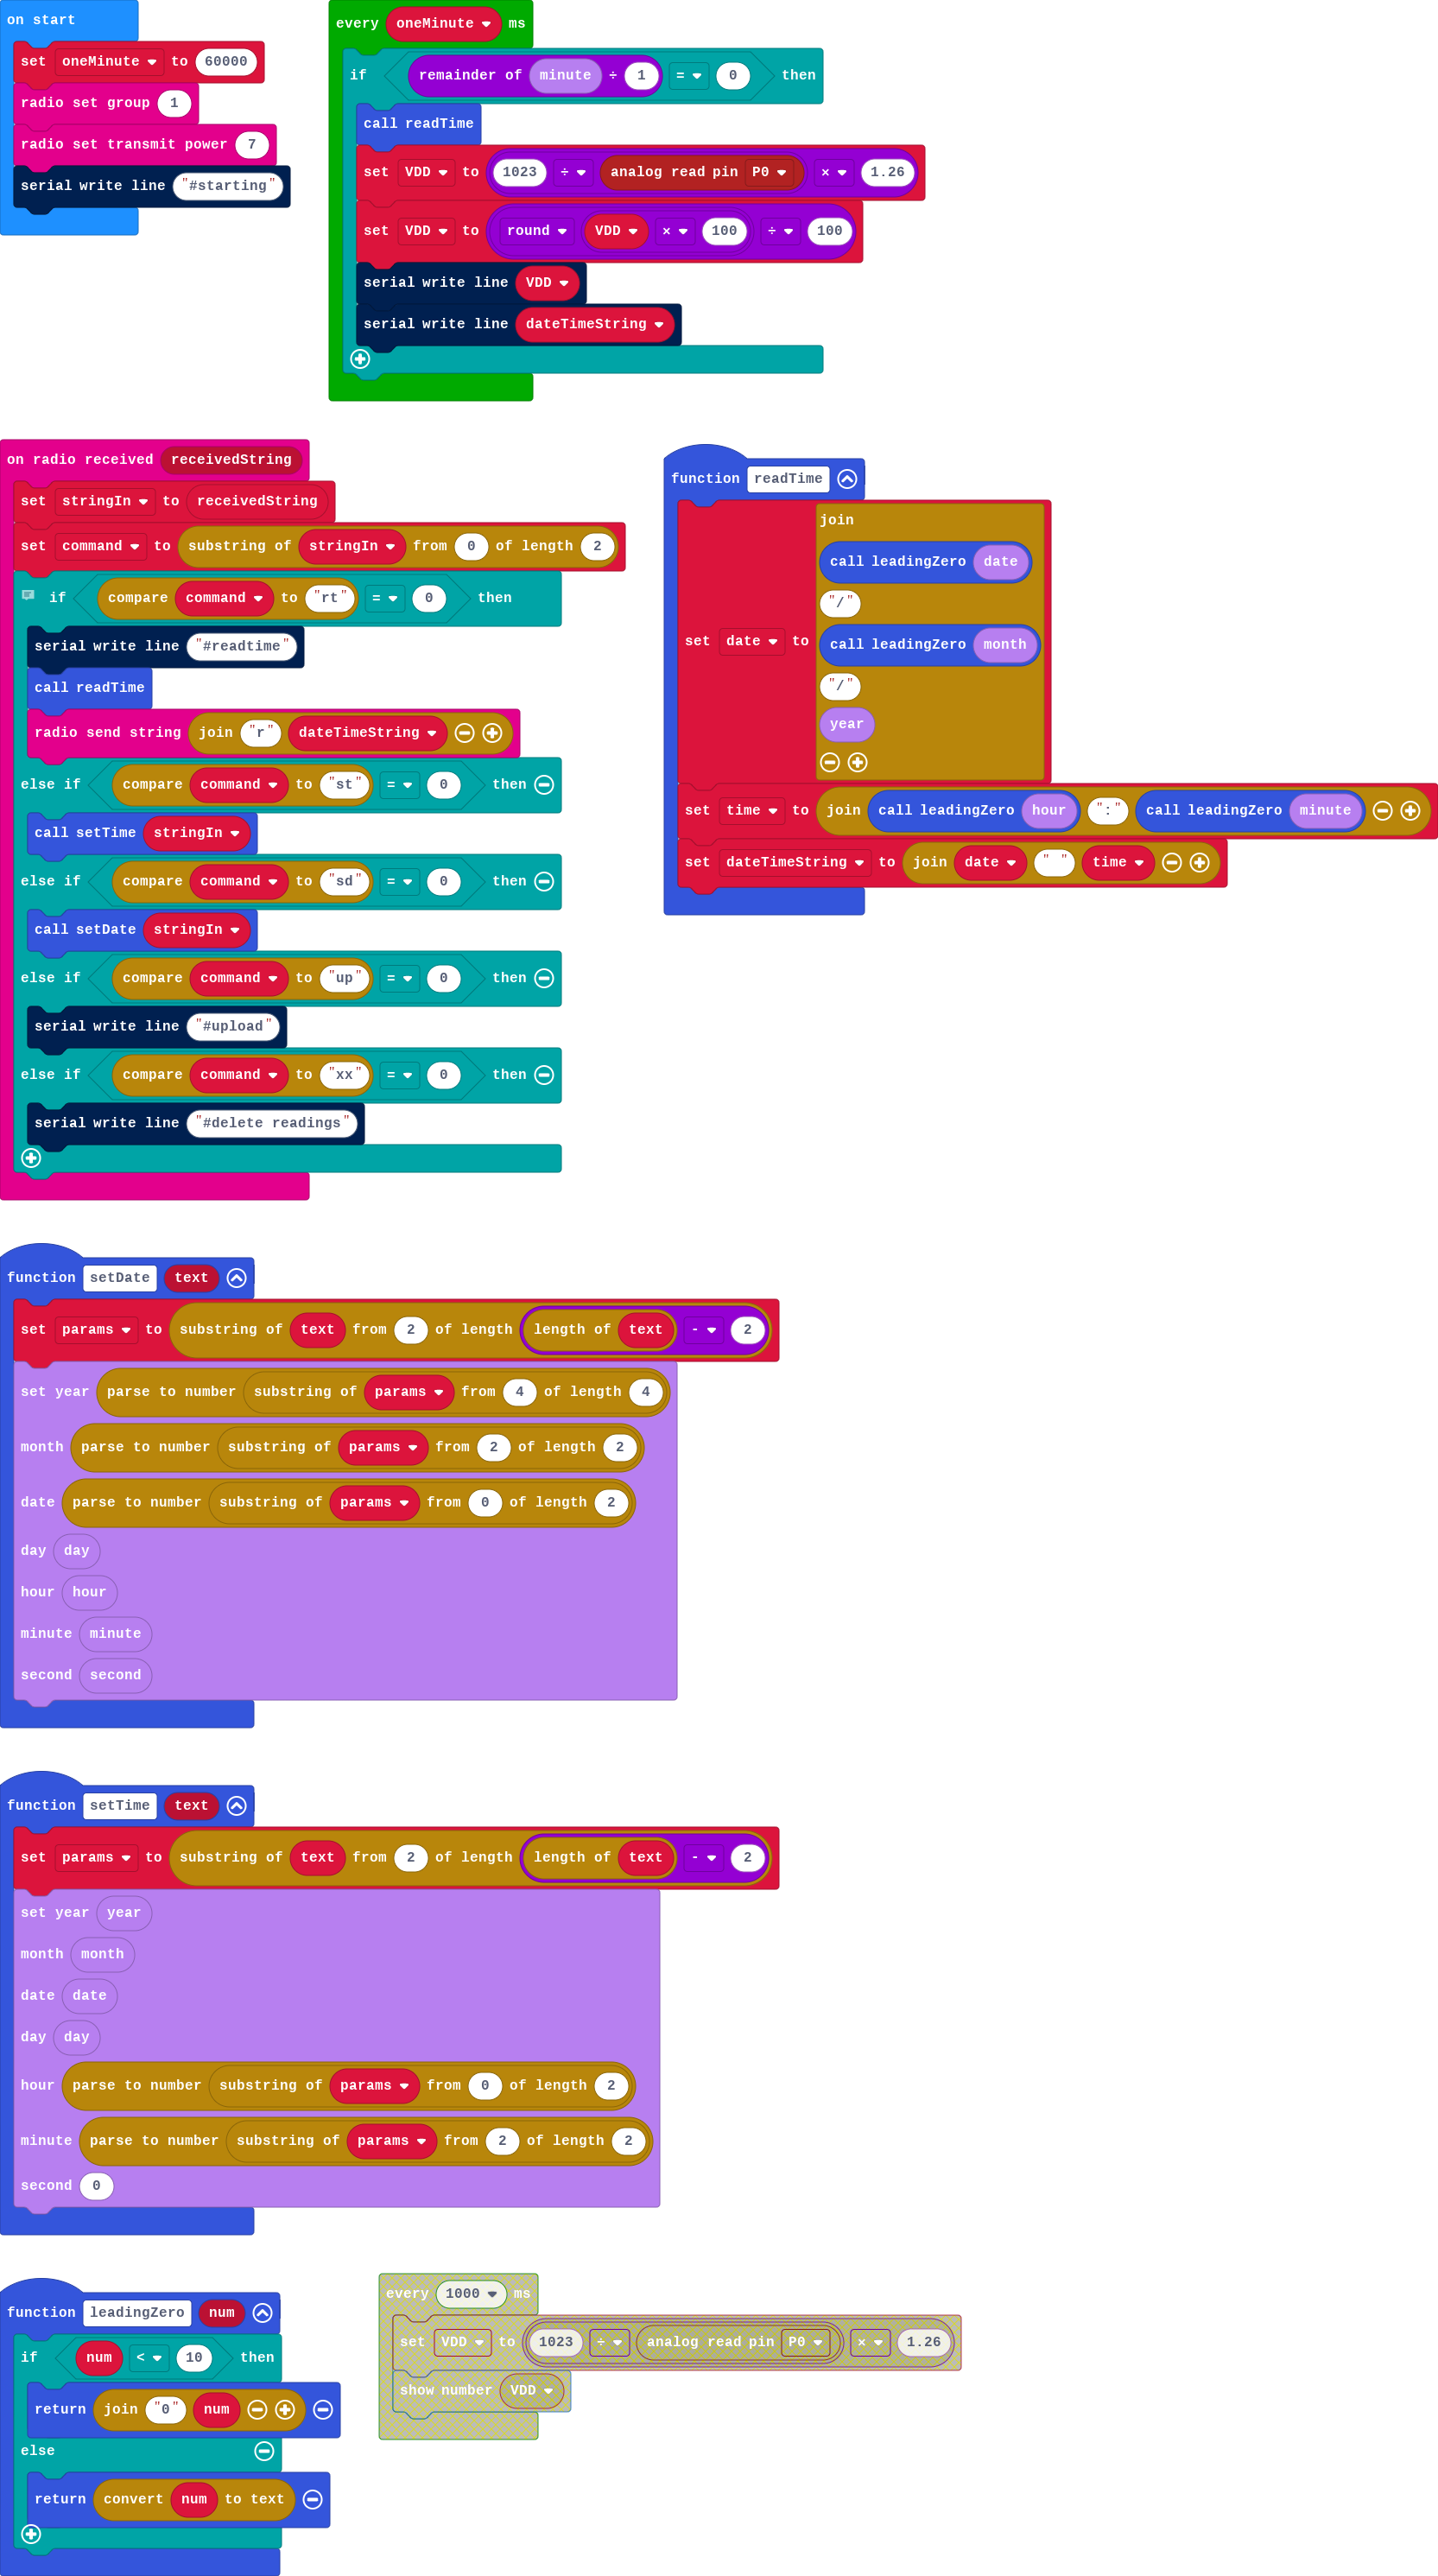 on start
set oneMinute to 60000
radio set group 1
radio set transmit power 7
serial write line "#starting"
every oneMinute ms
if remainder of minute ÷ 1 = 0 then
call readTime
set VDD to 1023 ÷ analog read pin P0 × 1.26
set VDD to round VDD × 100 ÷ 100
serial write line VDD
serial write line dateTimeString
on radio received receivedString
set stringIn to receivedString
set command to substring of stringIn from 0 of length 2
if compare command to "rt" = 0 then
serial write line "#readtime"
call readTime
radio send string join "r" dateTimeString
else if compare command to "st" = 0 then
call setTime stringIn
else if compare command to "sd" = 0 then
call setDate stringIn
else if compare command to "up" = 0 then
serial write line "#upload"
else if compare command to "xx" = 0 then
serial write line "#delete readings"
function readTime
set date to join
call leadingZero date
"/"
call leadingZero month
"/"
year
set time to join call leadingZero hour ":" call leadingZero minute
set dateTimeString to join date " " time
function setDate text
set params to substring of text from 2 of length length of text - 2
set year parse to number substring of params from 4 of length 4
month parse to number substring of params from 2 of length 2
date parse to number substring of params from 0 of length 2
day day
hour hour
minute minute
second second
function setTime text
set params to substring of text from 2 of length length of text - 2
set year year
month month
date date
day day
hour parse to number substring of params from 0 of length 2
minute parse to number substring of params from 2 of length 2
second 0
function leadingZero num
if num < 10 then
return join "0" num
else
return convert num to text
every 1000 ms
set VDD to 1023 ÷ analog read pin P0 × 1.26
show number VDD